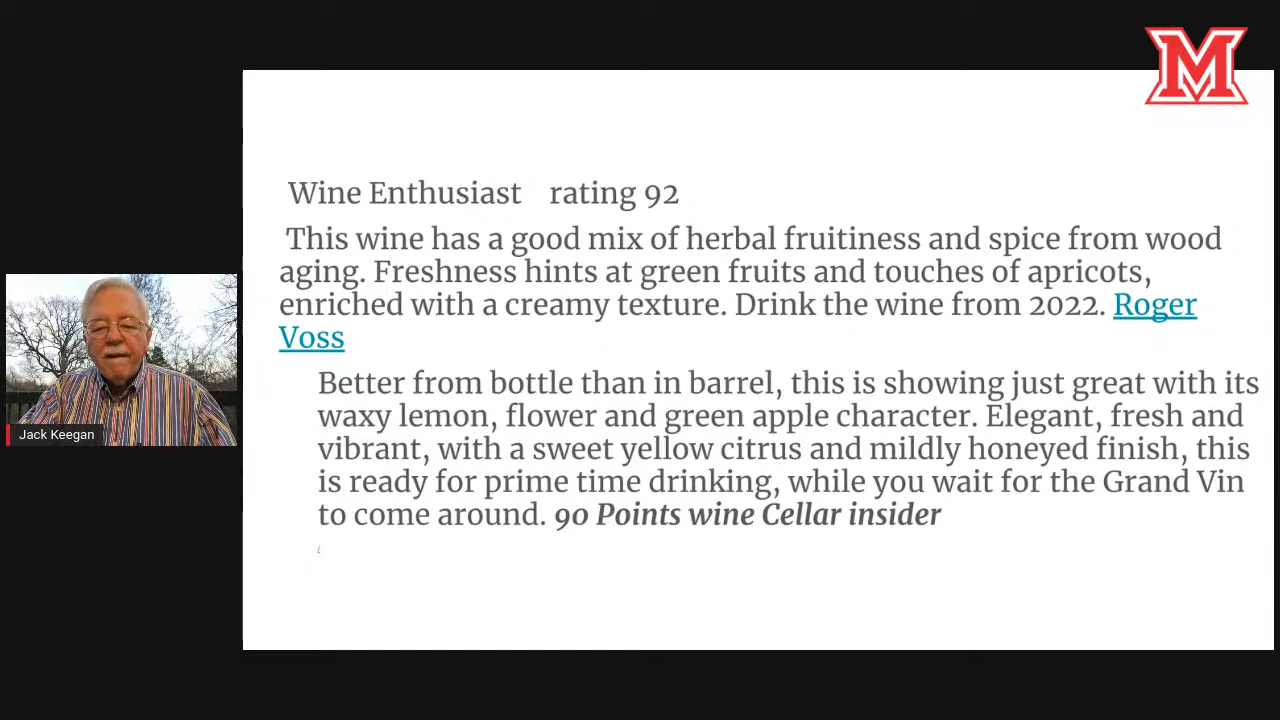 M
Wine Enthusiast rating 92
This wine has a good mix of herbal fruitiness and spice from wood
aging. Freshness hints at green fruits and touches of apricots,
enriched with a creamy texture. Drink the wine from 2022. Roger
Voss
Better from bottle than in barrel, this is showing just great with its
waxy lemon, flower and green apple character. Elegant, fresh and
vibrant, with a sweet yellow citrus and mildly honeyed finish, this
is ready for prime time drinking, while you wait for the Grand Vin
to come around. 90 Points wine Cellar insider
Jack Keegan